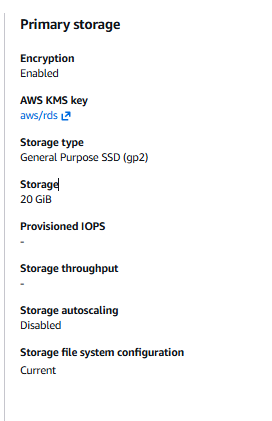 Primary storage
Encryption
Enabled
AWS KMS key
aws/rds
Storage type
General Purpose SSD (gp2)
Storage
20 GiB
Provisioned IOPS
-
Storage throughput
-
Storage autoscaling
Disabled
Storage file system configuration
Current